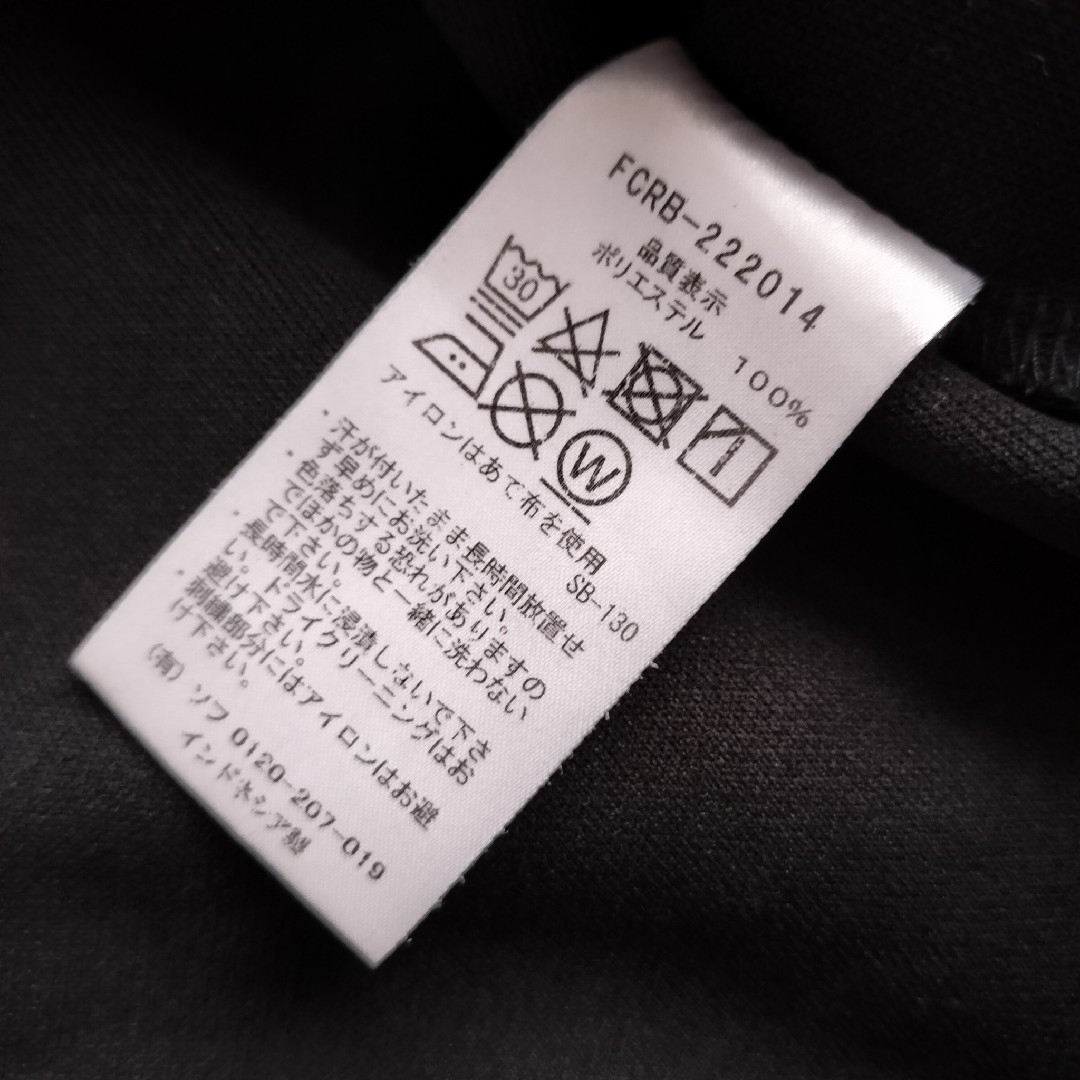 FCRB-222014
品質表示
ポリエステル 100%
30
W
アイロンはあて布を使用
SB-130
・汗が付いたまま長時間放置せ
ず早めにお洗い下さい。
・色落ちする恐れがありますの
でほかの物と一緒に洗わない
で下さい。
・長時間水に浸漬しないで下さ
い。ドライクリーニングはお
避け下さい。
・刺繍部分にはアイロンはお避
け下さい。
(有)ソフ 0120-207-019
インドネシア製